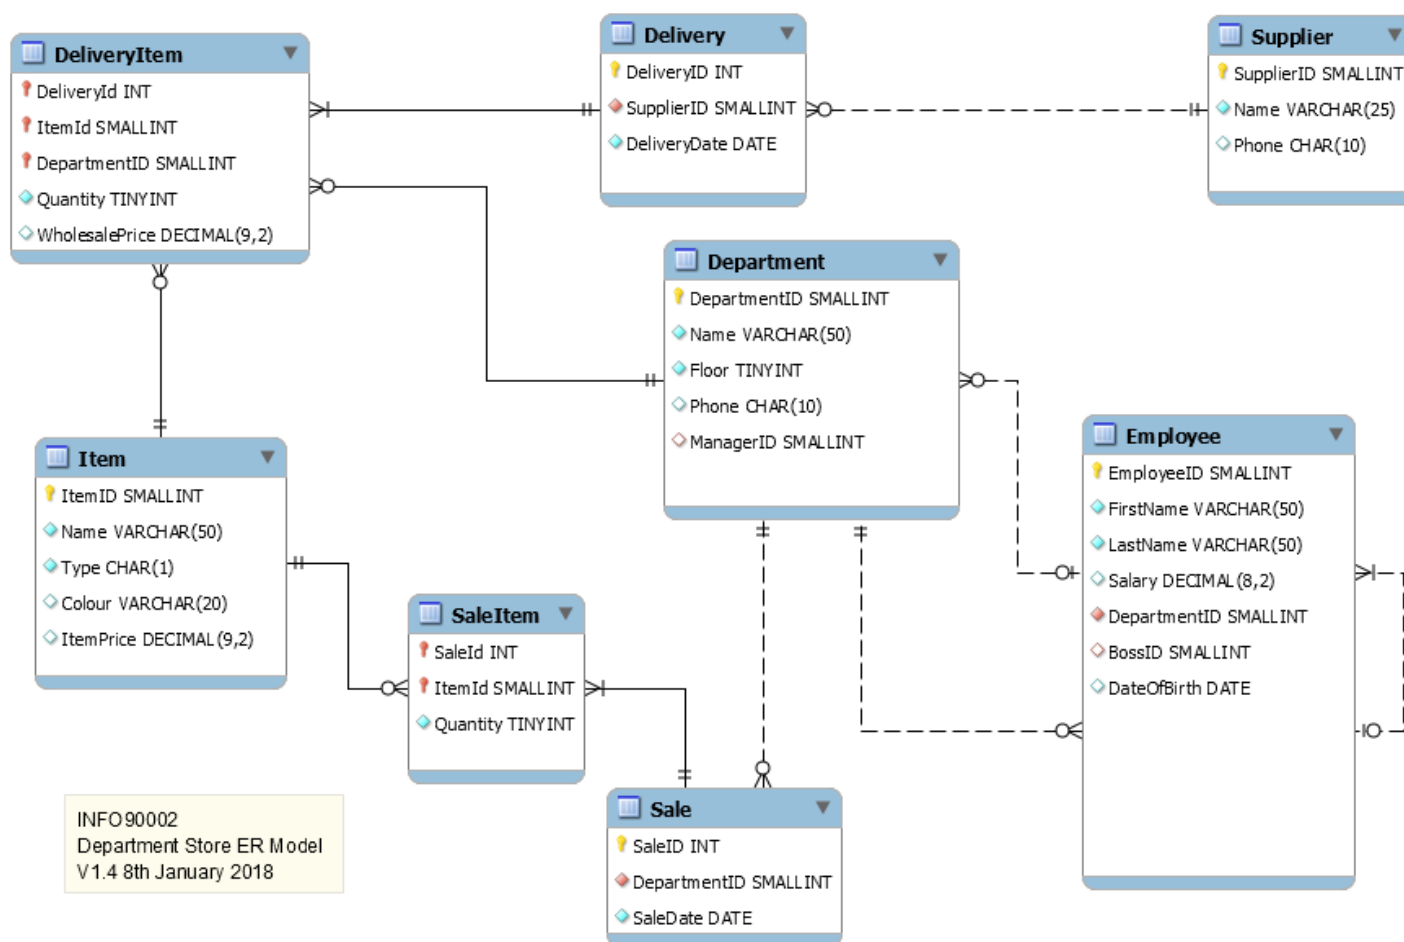 DeliveryItem
DeliveryId INT
ItemId SMALLINT
DepartmentID SMALLINT
Quantity TINYINT
WholesalePrice DECIMAL(9,2)
Delivery
DeliveryID INT
SupplierID SMALLINT
DeliveryDate DATE
Supplier
SupplierID SMALLINT
Name VARCHAR(25)
Phone CHAR(10)
Department
DepartmentID SMALLINT
Name VARCHAR(50)
Floor TINYINT
Phone CHAR(10)
ManagerID SMALLINT
Employee
EmployeeID SMALLINT
FirstName VARCHAR(50)
LastName VARCHAR(50)
Salary DECIMAL(8,2)
DepartmentID SMALLINT
BossID SMALLINT
DateOfBirth DATE
Item
ItemID SMALLINT
Name VARCHAR(50)
Type CHAR(1)
Colour VARCHAR(20)
ItemPrice DECIMAL(9,2)
SaleItem
SaleId INT
ItemId SMALLINT
Quantity TINYINT
Sale
SaleID INT
DepartmentID SMALLINT
SaleDate DATE
INFO90002
Department Store ER Model
V1.4 8th January 2018